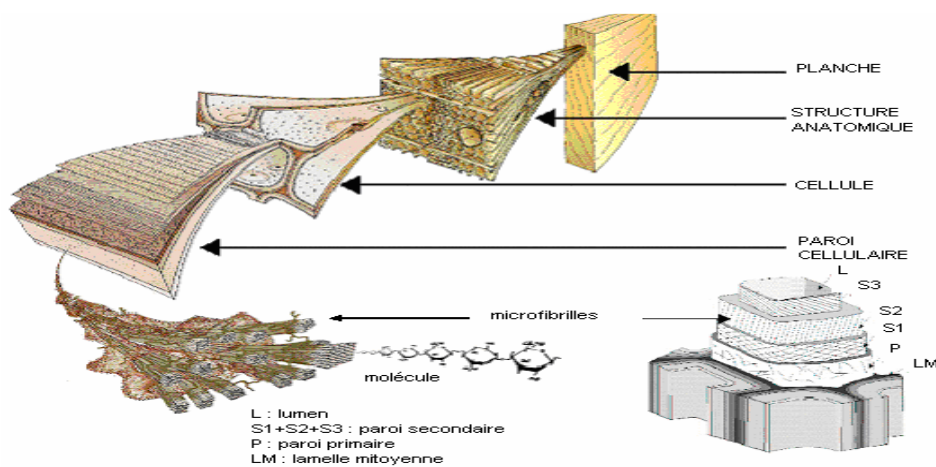 PLANCHE
STRUCTURE
ANATOMIQUE
CELLULE
PAROI
CELLULAIRE
L
S3
microfibrilles
S2
S1
P
LM
molécule
L : lumen
S1+S2+S3 : paroi secondaire
P : paroi primaire
LM : lamelle mitoyenne